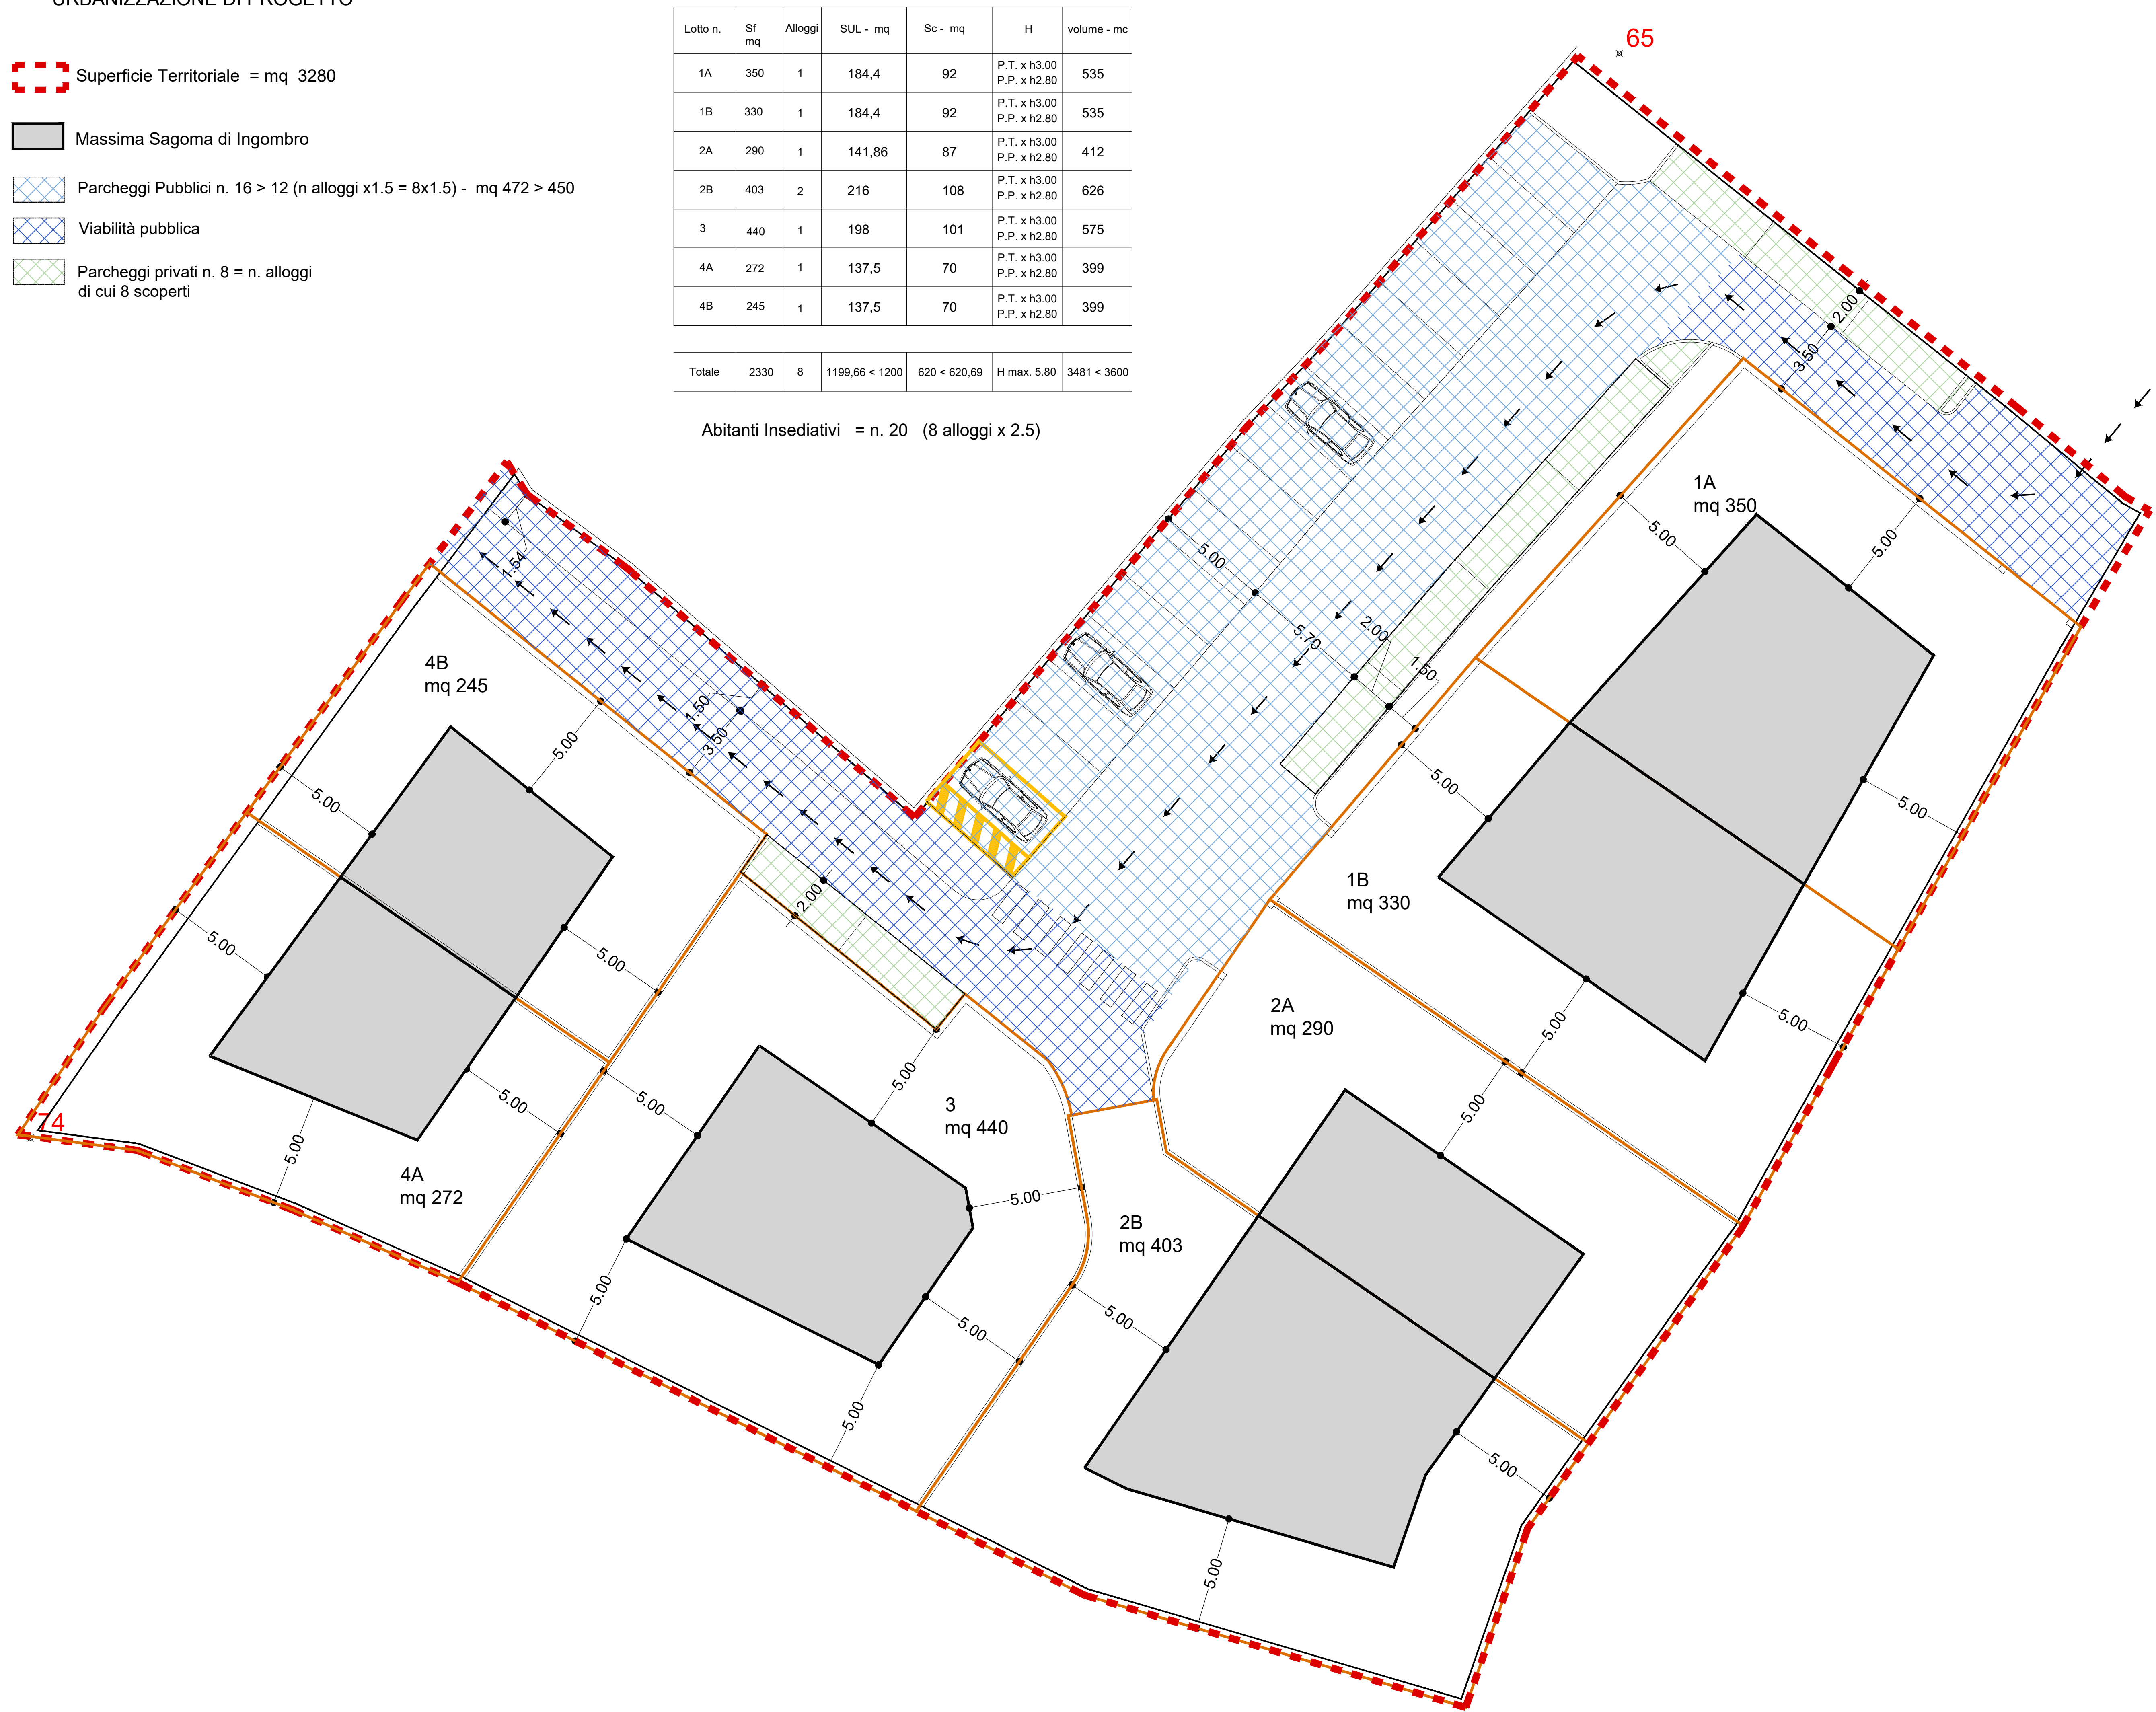 URBANIZZAZIONE DI PROGETTO
Superficie Territoriale = mq 3280
Massima Sagoma di Ingombro
Parcheggi Pubblici n. 16 > 12 (n alloggi x1.5 = 8x1.5) - mq 472 > 450
Viabilità pubblica
Parcheggi privati n. 8 = n. alloggi
di cui 8 scoperti
Lotto n. Sf mq Alloggi SUL - mq Sc - mq H volume - mc
1A 350 1 184,4 92 P.T. x h3.00 P.P. x h2.80 535
1B 330 1 184,4 92 P.T. x h3.00 P.P. x h2.80 535
2A 290 1 141,86 87 P.T. x h3.00 P.P. x h2.80 412
2B 403 2 216 108 P.T. x h3.00 P.P. x h2.80 626
3 440 1 198 101 P.T. x h3.00 P.P. x h2.80 575
4A 272 1 137,5 70 P.T. x h3.00 P.P. x h2.80 399
4B 245 1 137,5 70 P.T. x h3.00 P.P. x h2.80 399
Totale 2330 8 1199,66 < 1200 620 < 620,69 H max. 5.80 3481 < 3600
Abitanti Insediativi = n. 20 (8 alloggi x 2.5)
65
2.00
3.50
1A
mq 350
5.00
5.00
5.00
5.70
2.00
1.50
5.00
5.00
5.00
1B
mq 330
1.54
1.50
3.50
4B
mq 245
5.00
5.00
5.00
5.00
2.00
5.00
5.00
74
4A
mq 272
5.00
5.00
5.00
3
mq 440
5.00
5.00
5.00
5.00
2A
mq 290
5.00
5.00
2B
mq 403
5.00
5.00
5.00